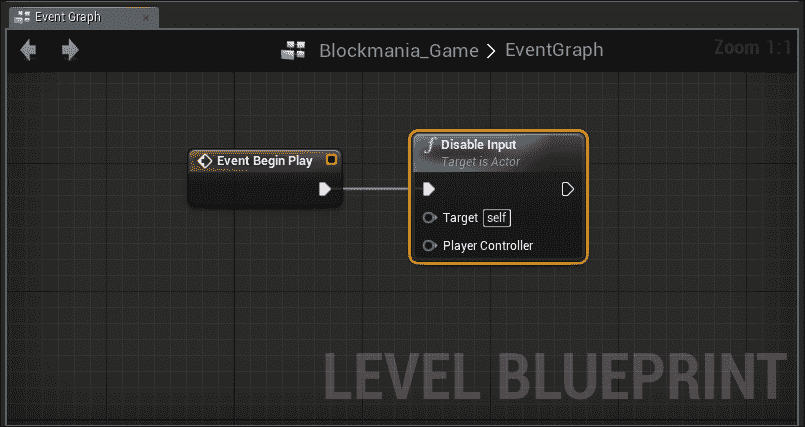 Event Graph
Blockmania_Game > EventGraph
Zoom 1:1
Event Begin Play
f Disable Input
Target is Actor
Target self
Player Controller
LEVEL BLUEPRINT